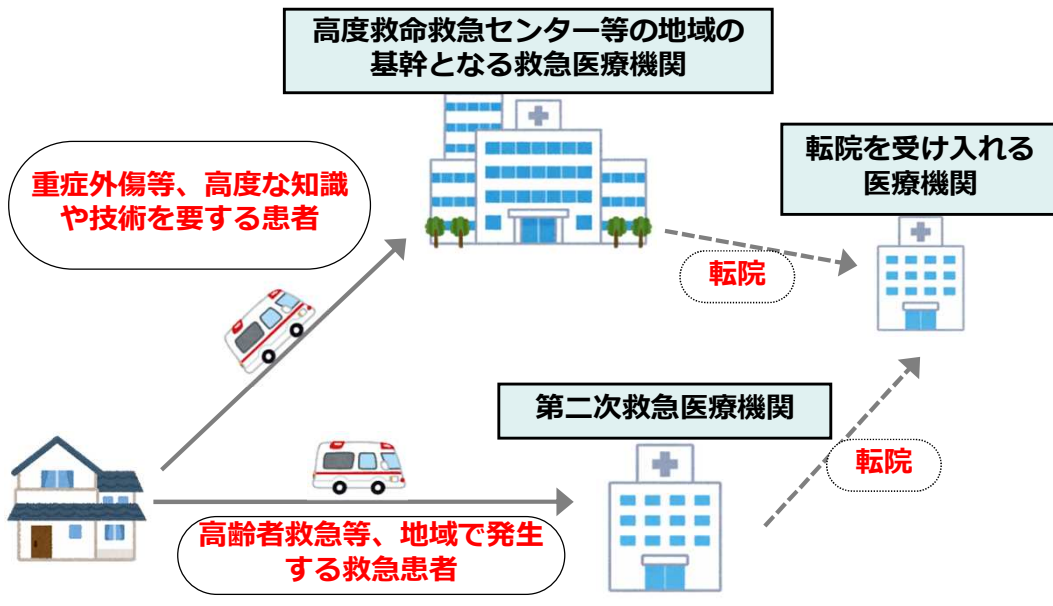 高度救命救急センター等の地域の
基幹となる救急医療機関
転院を受け入れる
医療機関
重症外傷等、高度な知識
や技術を要する患者
転院
第二次救急医療機関
転院
高齢者救急等、地域で発生
する救急患者